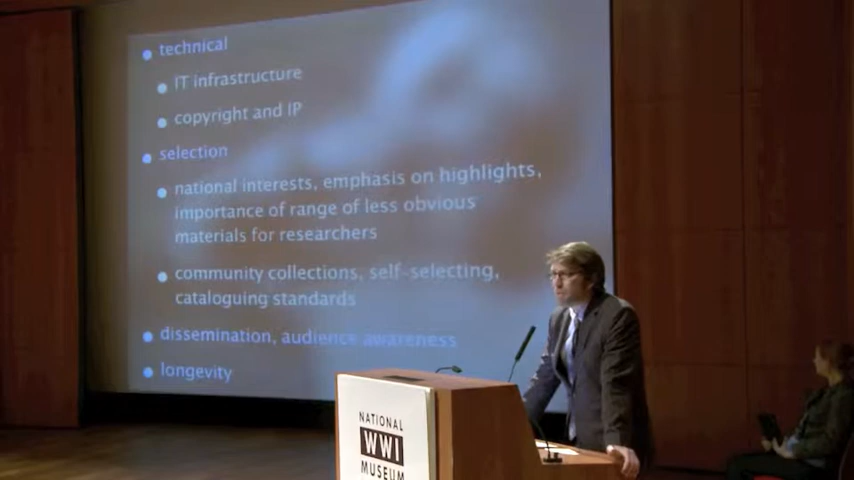 technical
IT infrastructure
copyright and IP
selection
national interests, emphasis on highlights,
importance of range of less obvious
materials for researchers
community collections, self-selecting,
cataloguing standards
dissemination, audience awareness
longevity
NATIONAL
WWI
MUSEUM